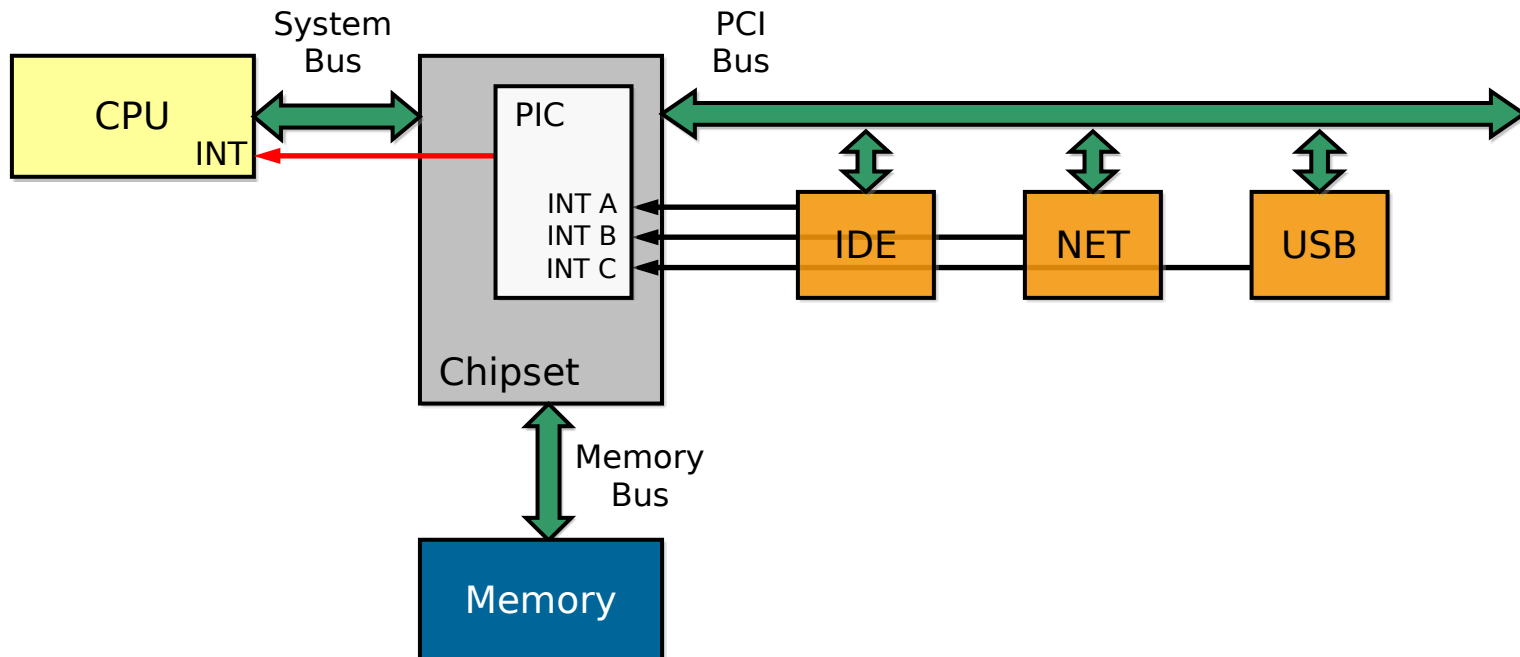 System
Bus
PCI
Bus
CPU
INT
PIC
INT A
INT B
INT C
IDE
NET
USB
Chipset
Memory
Bus
Memory